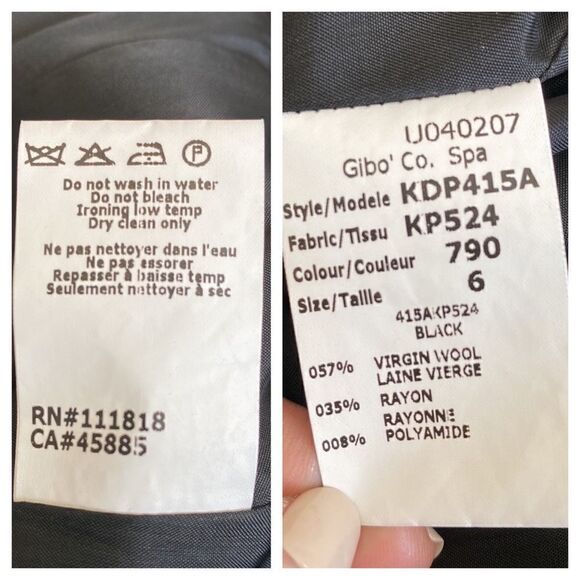 P
Do not wash in water
Do not bleach
Ironing low temp
Dry clean only
Ne pas nettoyer dans l'eau
Ne pas essorer
Repasser à baisse temp
Seulement nettoyer à sec
RN#111818
CA#45885
U040207
Gibo' Co. Spa
Style/Modele KDP415A
Fabric/Tissu KP524
Colour/Couleur 790
Size/Taille 6
415AKP524
BLACK
057% VIRGIN WOOL
LAINE VIERGE
035% RAYON
RAYONNE
008% POLYAMIDE